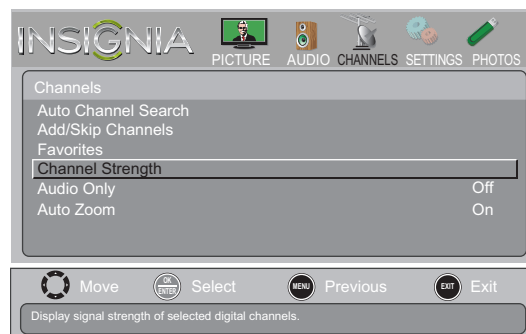 INSIGNIA
PICTURE AUDIO CHANNELS SETTINGS PHOTOS
Channels
Auto Channel Search
Add/Skip Channels
Favorites
Channel Strength
Audio Only Off
Auto Zoom On
Move OK ENTER Select MENU Previous EXIT Exit
Display signal strength of selected digital channels.